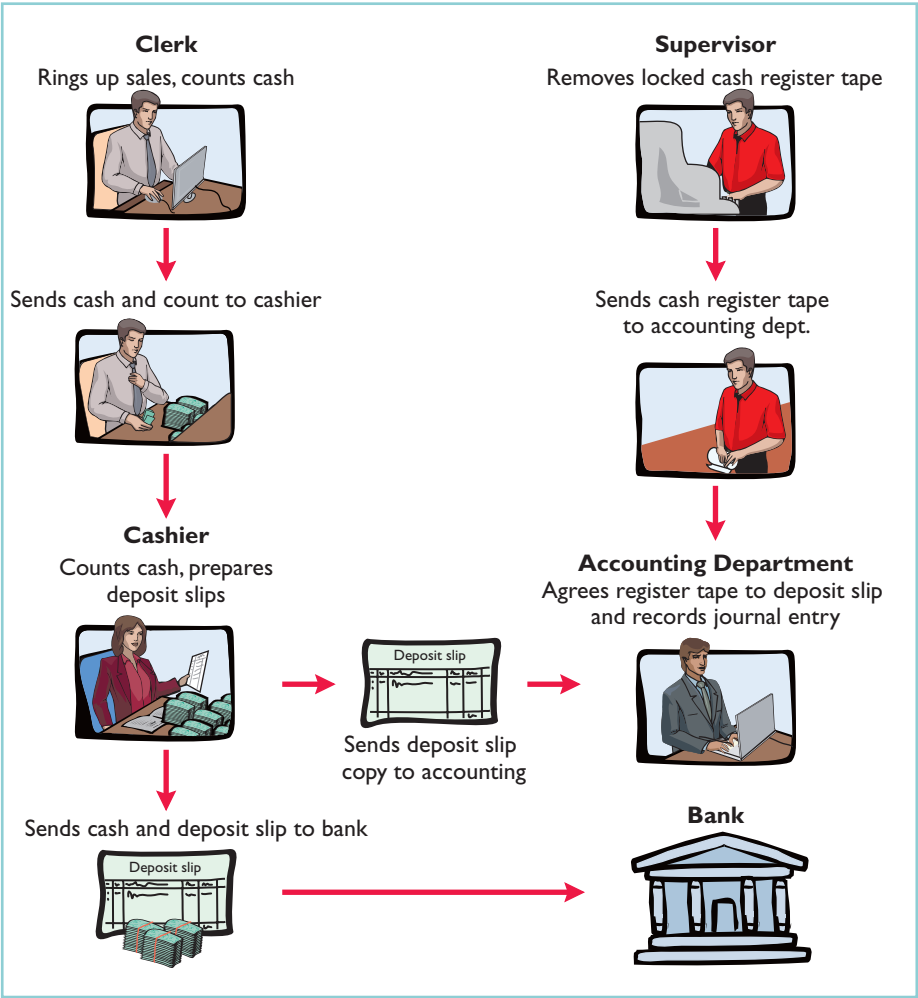 Clerk
Rings up sales, counts cash
Supervisor
Removes locked cash register tape
Sends cash and count to cashier
Sends cash register tape
to accounting dept.
Cashier
Counts cash, prepares
deposit slips
Accounting Department
Agrees register tape to deposit slip
and records journal entry
Deposit slip
Sends deposit slip
copy to accounting
Sends cash and deposit slip to bank
Deposit slip
Bank